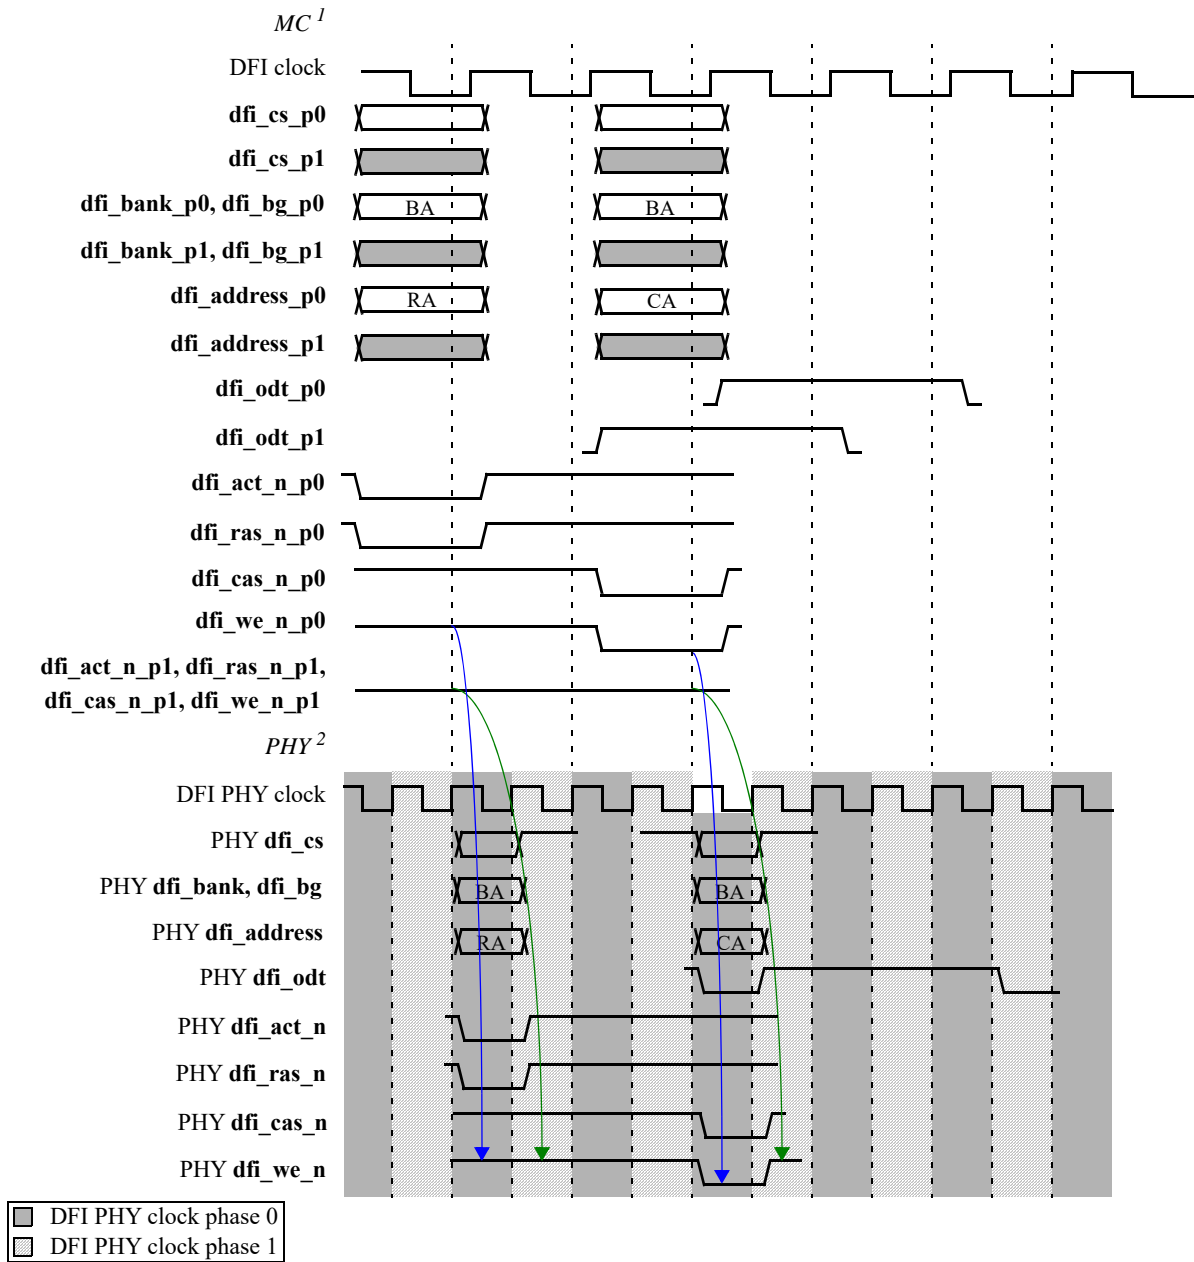 MC 1
DFI clock
dfi_cs_p0
dfi_cs_p1
dfi_bank_p0, dfi_bg_p0 BA BA
dfi_bank_p1, dfi_bg_p1
dfi_address_p0 RA CA
dfi_address_p1
dfi_odt_p0
dfi_odt_p1
dfi_act_n_p0
dfi_ras_n_p0
dfi_cas_n_p0
dfi_we_n_p0
dfi_act_n_p1, dfi_ras_n_p1,
dfi_cas_n_p1, dfi_we_n_p1
PHY 2
DFI PHY clock
PHY dfi_cs
PHY dfi_bank, dfi_bg BA BA
PHY dfi_address RA CA
PHY dfi_odt
PHY dfi_act_n
PHY dfi_ras_n
PHY dfi_cas_n
PHY dfi_we_n
DFI PHY clock phase 0
DFI PHY clock phase 1